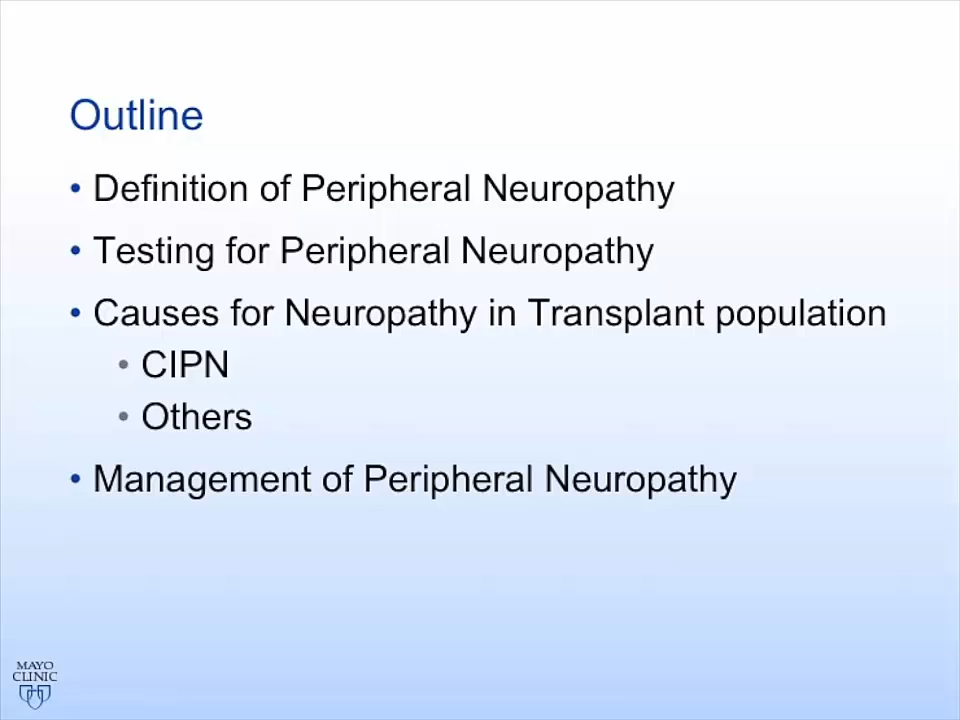 Outline
• Definition of Peripheral Neuropathy
• Testing for Peripheral Neuropathy
• Causes for Neuropathy in Transplant population
• CIPN
• Others
• Management of Peripheral Neuropathy
MAYO
CLINIC